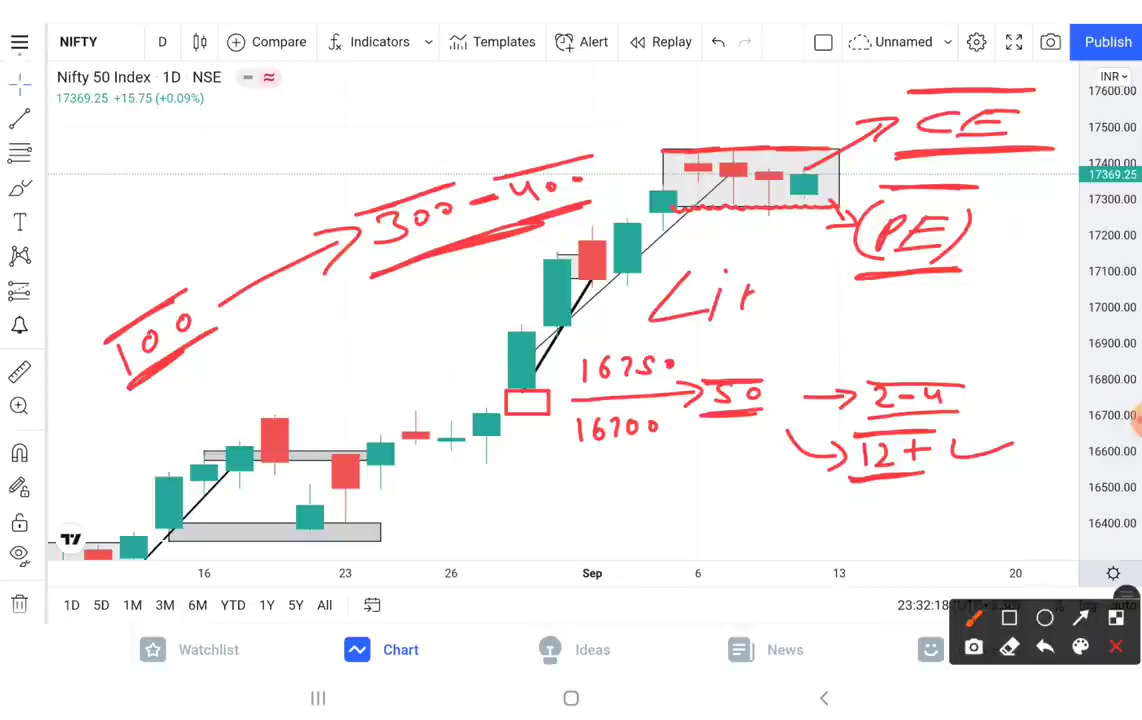 NIFTY D Compare Indicators Templates Alert Replay Unnamed Publish
Nifty 50 Index · 1D · NSE
17369.25 +15.75 (+0.09%)
INR
17600.00
17500.00
17400.00
17369.25
17300.00
17200.00
17100.00
17000.00
16900.00
16800.00
16700.00
16600.00
16500.00
16400.00
CE
(PE)
300-400
100
16750
16700
50
2-4
12+
16 23 26 Sep 6 13 20
1D 5D 1M 3M 6M YTD 1Y 5Y All
23:32:18
auto
Watchlist Chart Ideas News